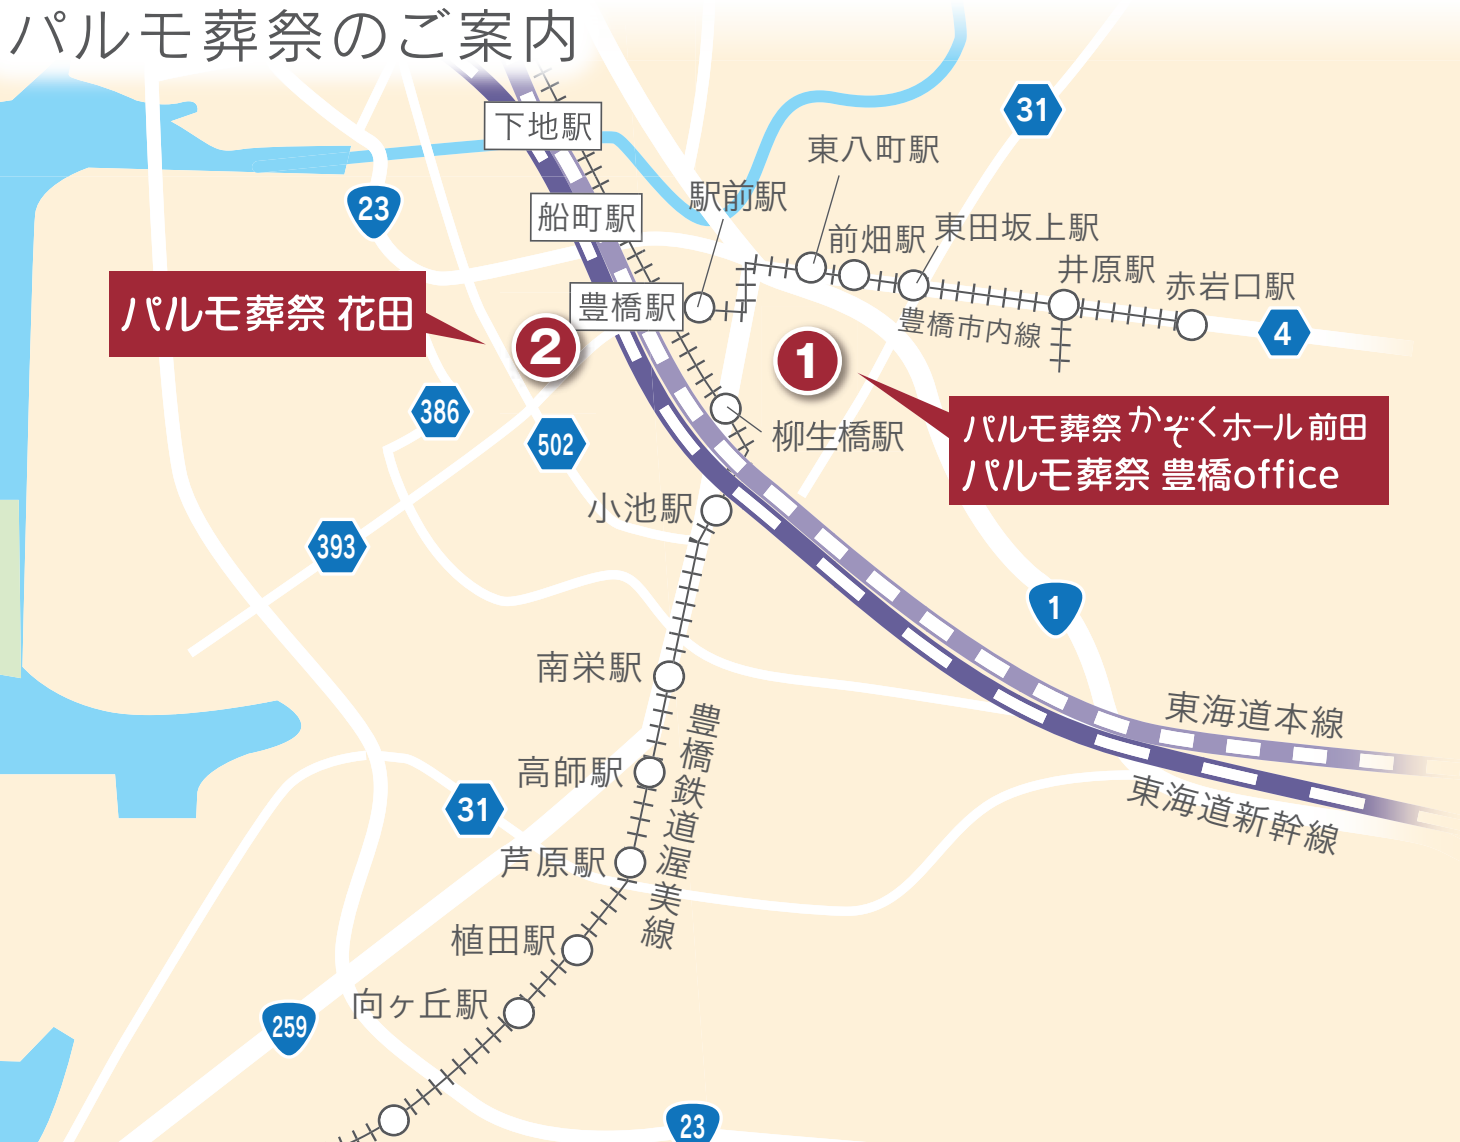 パルモ葬祭のご案内
31
下地駅
東八町駅
駅前駅
23
船町駅
前畑駅
東田坂上駅
井原駅
赤岩口駅
パルモ葬祭 花田
豊橋駅
豊橋市内線
4
2
1
386
502
柳生橋駅
パルモ葬祭 かぞくホール 前田
パルモ葬祭 豊橋office
小池駅
393
1
南栄駅
豊橋鉄道渥美線
東海道本線
高師駅
東海道新幹線
31
芦原駅
植田駅
向ヶ丘駅
259
23